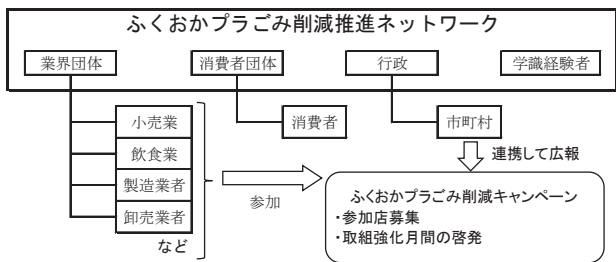 ふくおかプラごみ削減推進ネットワーク
業界団体
消費者団体
行政
学識経験者
小売業
飲食業
製造業者
卸売業者
など
消費者
市町村
参加
連携して広報
ふくおかプラごみ削減キャンペーン
・参加店募集
・取組強化月間の啓発